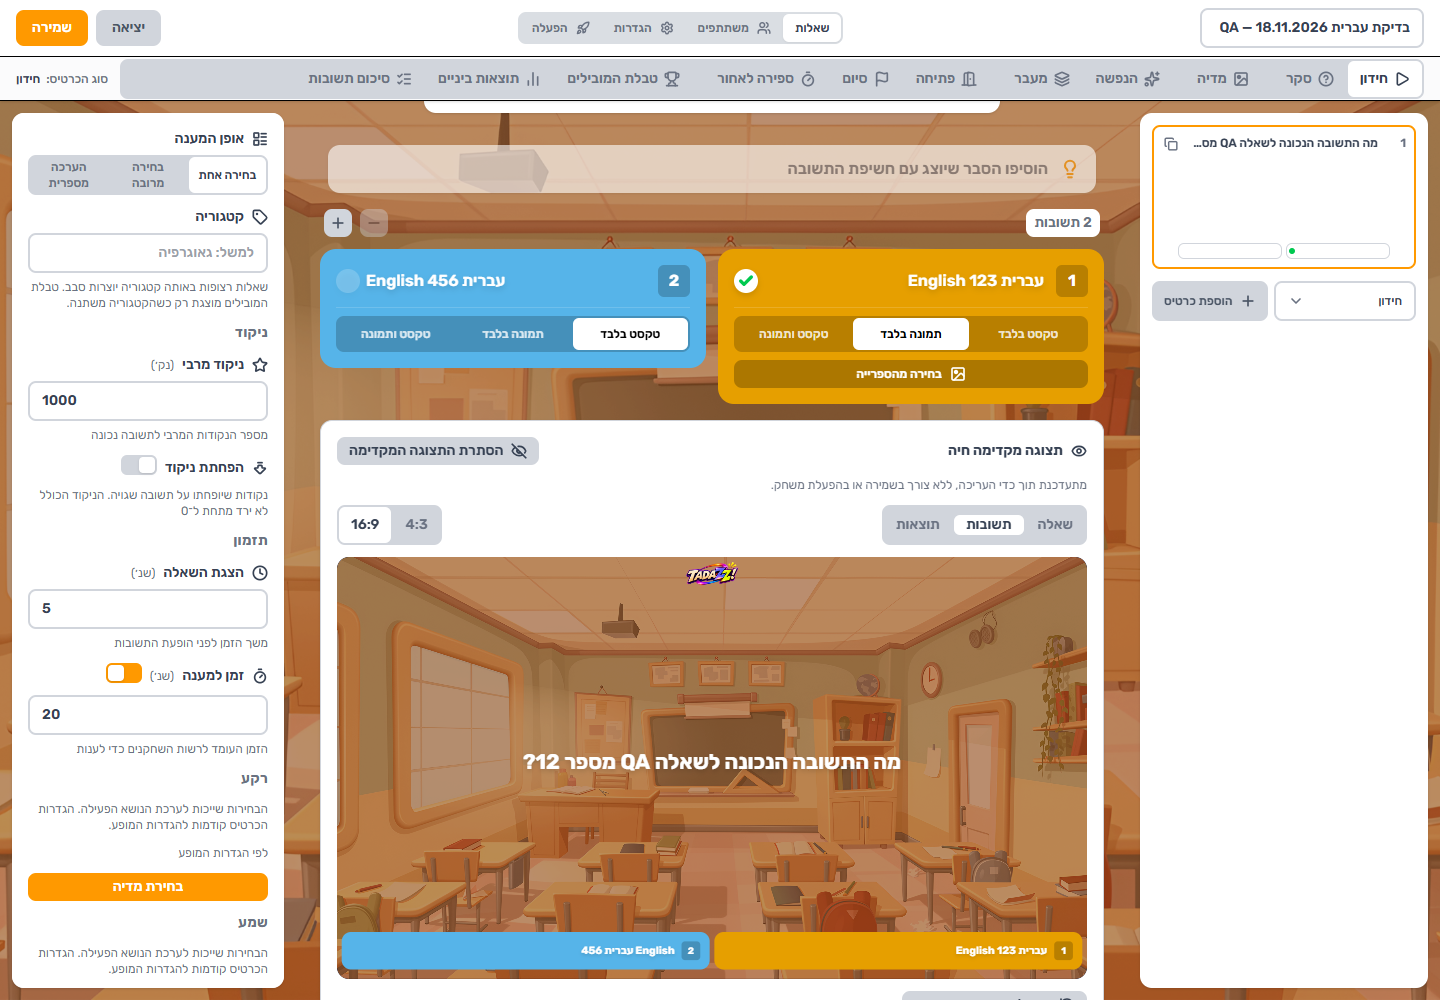 בדיקת עברית QA — 18.11.2026
שאלות
משתתפים
הגדרות
הפעלה
יציאה
שמירה
חידון
סקר
מדיה
הנפשה
מעבר
פתיחה
סיום
ספירה לאחור
טבלת המובילים
תוצאות ביניים
סיכום תשובות
סוג הכרטיס: חידון
1
מה התשובה הנכונה לשאלה QA מס...
חידון
הוספת כרטיס
הוסיפו הסבר שיוצג עם חשיפת התשובה
2 תשובות
1
עברית English 123
טקסט בלבד
תמונה בלבד
טקסט ותמונה
בחירה מהספרייה
2
עברית English 456
טקסט בלבד
תמונה בלבד
טקסט ותמונה
תצוגה מקדימה חיה
הסתרת התצוגה המקדימה
מתעדכנת תוך כדי העריכה, ללא צורך בשמירה או בהפעלת משחק.
שאלה
תשובות
תוצאות
4:3
16:9
TADAZZ!
מה התשובה הנכונה לשאלה QA מספר 12?
1
עברית English 123
2
English עברית 456
אופן המענה
בחירה אחת
בחירה מרובה
הערכה מספרית
קטגוריה
למשל: גאוגרפיה
שאלות רצופות באותה קטגוריה יוצרות סבב. טבלת
המובילים מוצגת רק כשהקטגוריה משתנה.
ניקוד
ניקוד מרבי (נק׳)
1000
מספר הנקודות המרבי לתשובה נכונה
הפחתת ניקוד
נקודות שיופחתו על תשובה שגויה. הניקוד הכולל
לא ירד מתחת ל־0
תזמון
הצגת השאלה (שנ׳)
5
משך הזמן לפני הופעת התשובות
זמן למענה (שנ׳)
20
הזמן העומד לרשות השחקנים כדי לענות
רקע
הבחירות שייכות לערכת הנושא הפעילה. הגדרות
הכרטיס קודמות להגדרות המופע.
לפי הגדרות המופע
בחירת מדיה
שמע
הבחירות שייכות לערכת הנושא הפעילה. הגדרות
הכרטיס קודמות להגדרות המופע.